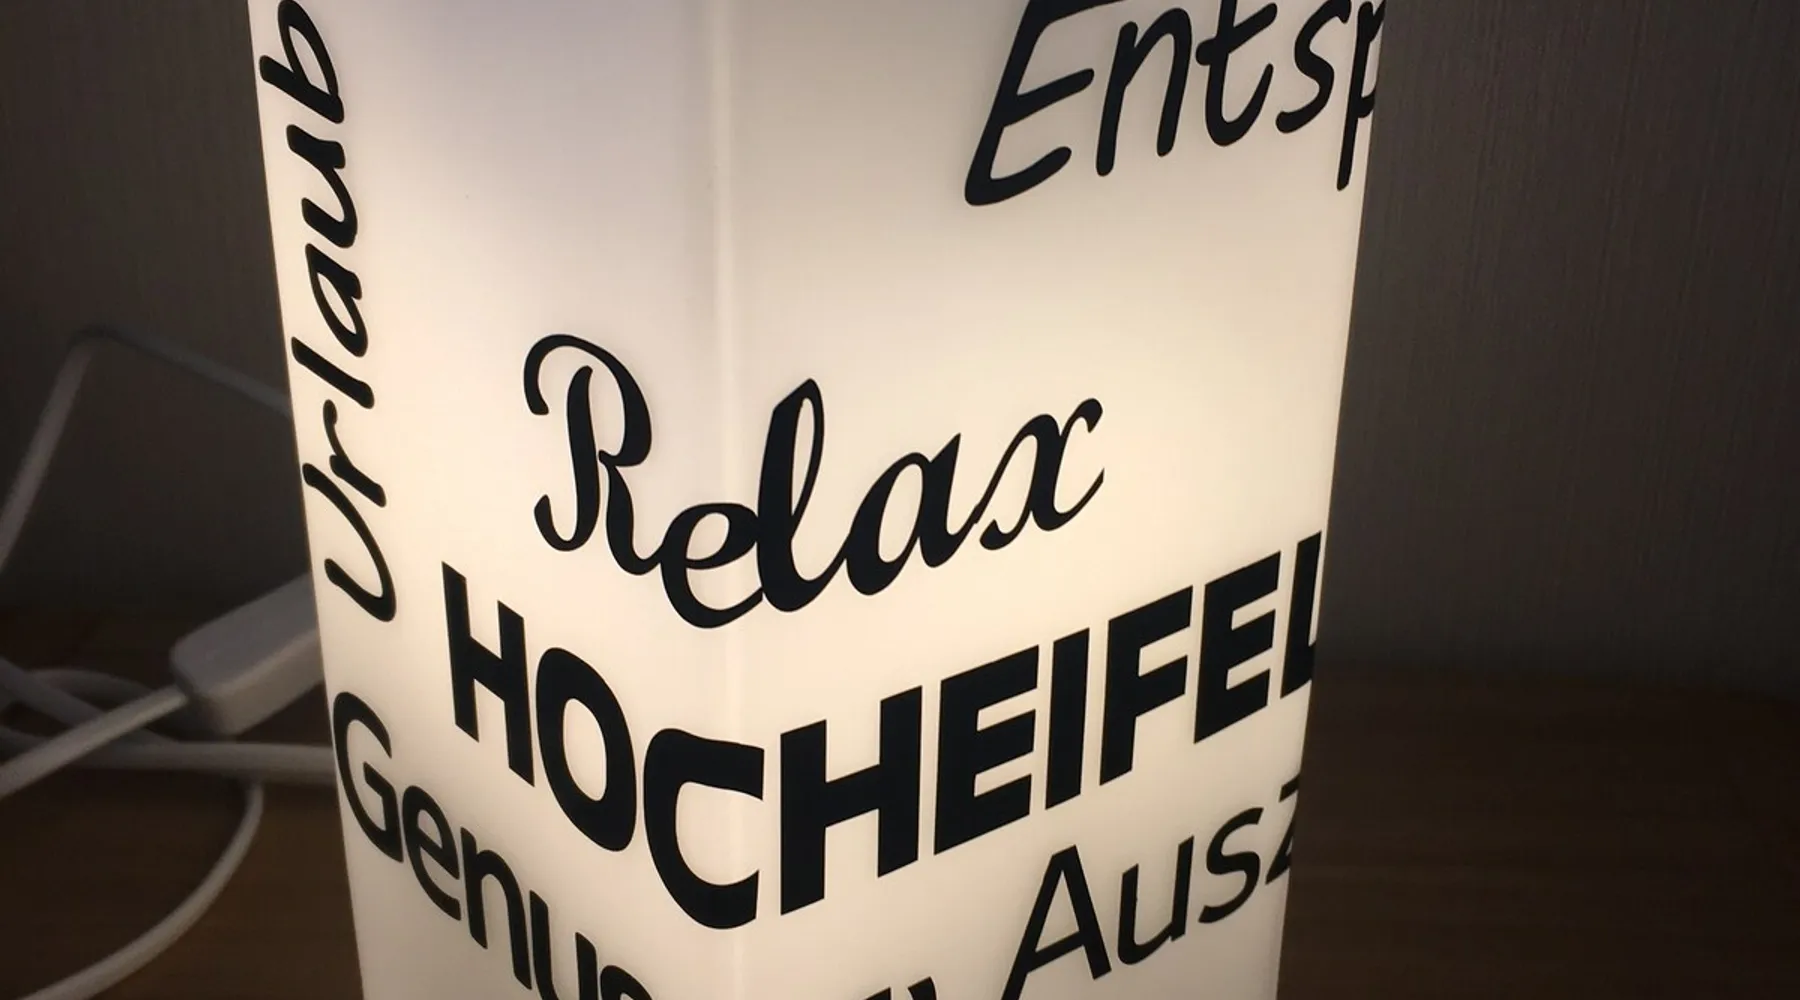 Urlaub
Entsp
Relax
HOCHEIFEL
Genus
Ausz